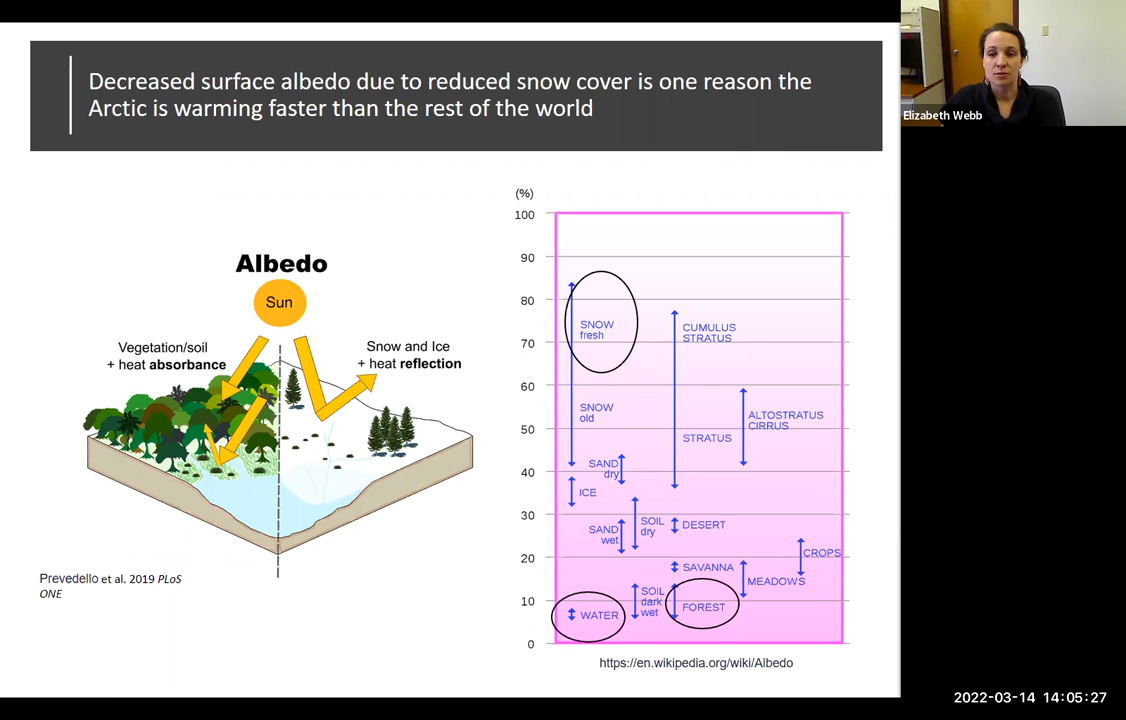 Decreased surface albedo due to reduced snow cover is one reason the
Arctic is warming faster than the rest of the world
Elizabeth Webb
Albedo
Sun
Vegetation/soil
+ heat absorbance
Snow and Ice
+ heat reflection
Prevedello et al. 2019 PLoS
ONE
(%)
100
90
80
70
60
50
40
30
20
10
0
SNOW
fresh
CUMULUS
STRATUS
SNOW
old
ALTOSTRATUS
CIRRUS
STRATUS
SAND
dry
ICE
SAND
wet
SOIL
dry
DESERT
CROPS
SAVANNA
MEADOWS
WATER
SOIL
dark
wet
FOREST
https://en.wikipedia.org/wiki/Albedo
2022-03-14 14:05:27